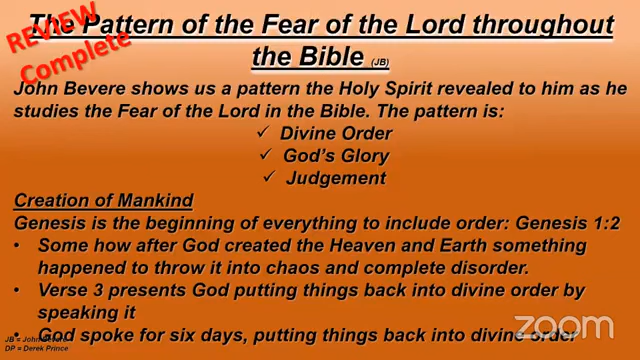 REVIEW
Complete
The Pattern of the Fear of the Lord throughout
the Bible (JB)
John Bevere shows us a pattern the Holy Spirit revealed to him as he
studies the Fear of the Lord in the Bible. The pattern is:
✓ Divine Order
✓ God's Glory
✓ Judgement
Creation of Mankind
Genesis is the beginning of everything to include order: Genesis 1:2
• Some how after God created the Heaven and Earth something
happened to throw it into chaos and complete disorder.
• Verse 3 presents God putting things back into divine order by
speaking it
• God spoke for six days, putting things back into divine order
JB = John Bevere
DP = Derek Prince
zoom